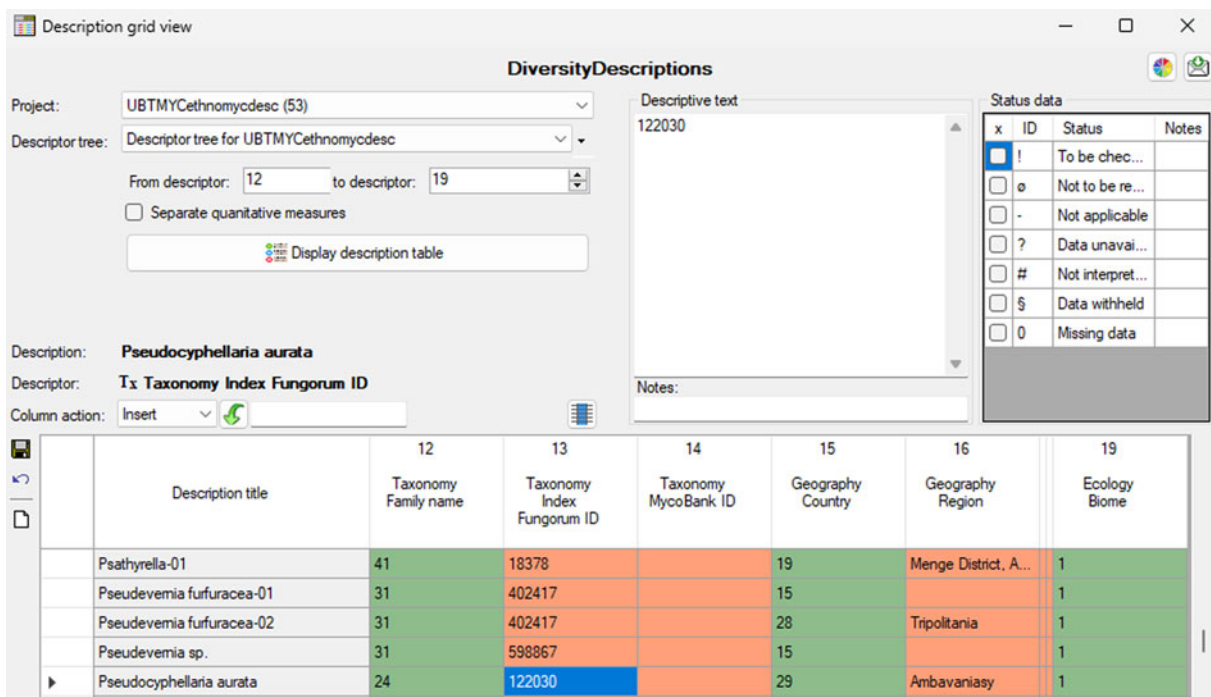 Description grid view
DiversityDescriptions
Project: UBTMYCethnomycdesc (53)
Descriptor tree: Descriptor tree for UBTMYCethnomycdesc
From descriptor: 12 to descriptor: 19
Separate quanitative measures
Display description table
Description: Pseudocyphellaria aurata
Descriptor: Tx Taxonomy Index Fungorum ID
Column action: Insert
Descriptive text
122030
Notes:
Status data
x ID Status Notes
! To be chec...
ø Not to be re...
- Not applicable
? Data unavai...
# Not interpret...
§ Data withheld
0 Missing data
12 13 14 15 16 19
Description title
Taxonomy Family name
Taxonomy Index Fungorum ID
Taxonomy MycoBank ID
Geography Country
Geography Region
Ecology Biome
Psathyrella-01 41 18378 19 Menge District, A... 1
Pseudevernia furfuracea-01 31 402417 15 1
Pseudevernia furfuracea-02 31 402417 28 Tripolitania 1
Pseudevernia sp. 31 598867 15 1
Pseudocyphellaria aurata 24 122030 29 Ambavaniasy 1